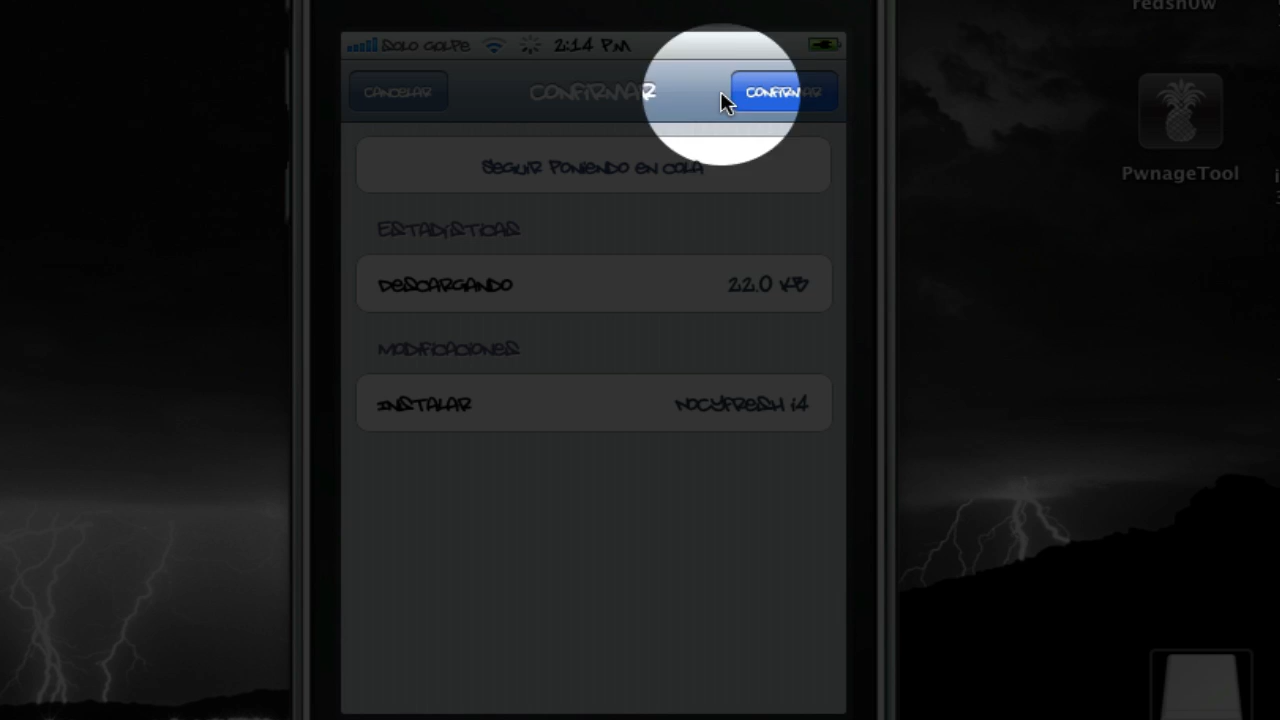 redsn0w
SOLO GOLPE 2:14 PM
CANCELAR CONFIRMAR CONFIRMAR
SEGUIR PONIENDO EN COLA
ESTADÍSTICAS
DESCARGANDO 22.0 KB
MODIFICACIONES
INSTALAR NOCYFRESH i4
PwnageTool